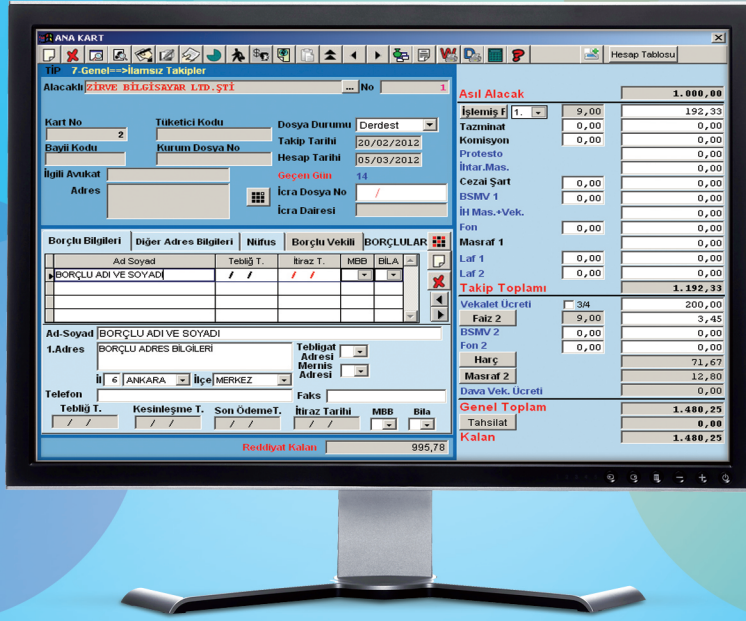 ANA KART
Hesap Tablosu
TİP 7-Genel==>İlamsız Takipler
Alacaklı ZİRVE BİLGİSAYAR LTD.ŞTİ ... No 1
Kart No Tüketici Kodu Dosya Durumu Derdest
2 Takip Tarihi 20/02/2012
Bayii Kodu Kurum Dosya No Hesap Tarihi 05/03/2012
İlgili Avukat Geçen Gün 14
Adres İcra Dosya No /
İcra Dairesi
Borçlu Bilgileri Diğer Adres Bilgileri Nüfus Borçlu Vekili BORÇLULAR
Ad Soyad Tebliğ T. İtiraz T. MBB BİLA
BORÇLU ADI VE SOYADI / / / /
Ad-Soyad BORÇLU ADI VE SOYADI
1.Adres BORÇLU ADRES BİLGİLERİ Tebligat Adresi
Mernis Adresi
İl 6 ANKARA İlçe MERKEZ
Telefon Faks
Tebliğ T. Kesinleşme T. Son ÖdemeT. İtiraz Tarihi MBB Bila
/ / / / / / / /
Reddiyat Kalan 995,78
Asıl Alacak 1.000,00
İşlemiş F 1. 9,00 192,33
Tazminat 0,00 0,00
Komisyon 0,00 0,00
Protesto 0,00
İhtar.Mas. 0,00
Cezai Şart 0,00 0,00
BSMV 1 0,00 0,00
İH Mas.+Vek. 0,00
Fon 0,00 0,00
Masraf 1 0,00
Laf 1 0,00 0,00
Laf 2 0,00 0,00
Takip Toplamı 1.192,33
Vekalet Ücreti 3/4 200,00
Faiz 2 9,00 3,45
BSMV 2 0,00 0,00
Fon 2 0,00 0,00
Harç 71,67
Masraf 2 12,80
Dava Vek. Ücreti 0,00
Genel Toplam 1.480,25
Tahsilat 0,00
Kalan 1.480,25